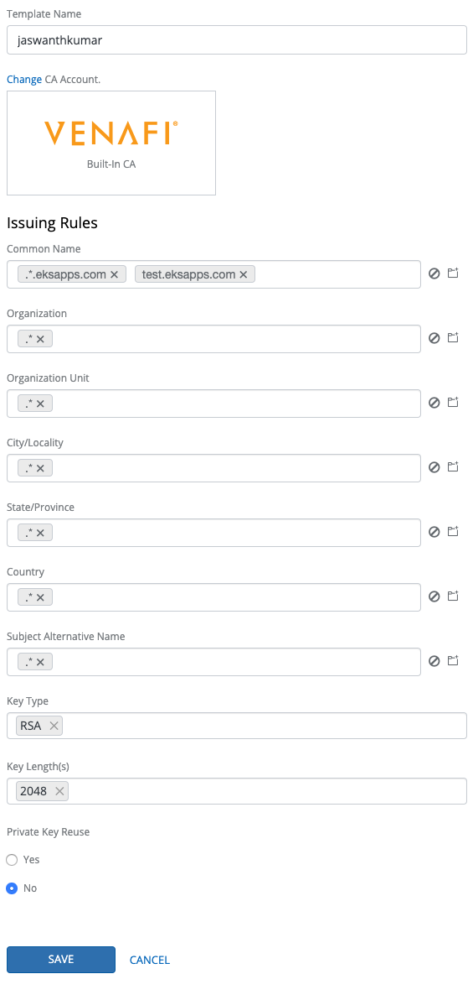 Template Name
jaswanthkumar
Change CA Account.
VENAFI®
Built-In CA
Issuing Rules
Common Name
.*.eksapps.com ✕ test.eksapps.com ✕
Organization
.* ✕
Organization Unit
.* ✕
City/Locality
.* ✕
State/Province
.* ✕
Country
.* ✕
Subject Alternative Name
.* ✕
Key Type
RSA ✕
Key Length(s)
2048 ✕
Private Key Reuse
Yes
No
SAVE CANCEL